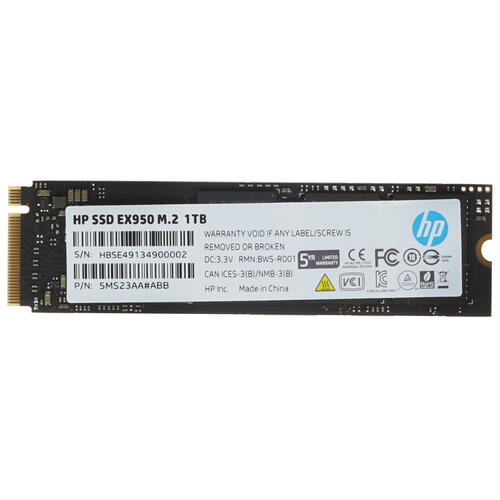 HP SSD EX950 M.2 1TB
S/N: HBSE49134900002
P/N: 5MS23AA#ABB
WARRANTY VOID IF ANY LABEL/SCREW IS
REMOVED OR BROKEN
DC:3.3V RMN:BWS-R001
CAN ICES-3(B)/NMB-3(B)
HP Inc. Made in China
5YR
LIMITED
WARRANTY
hp
VCI